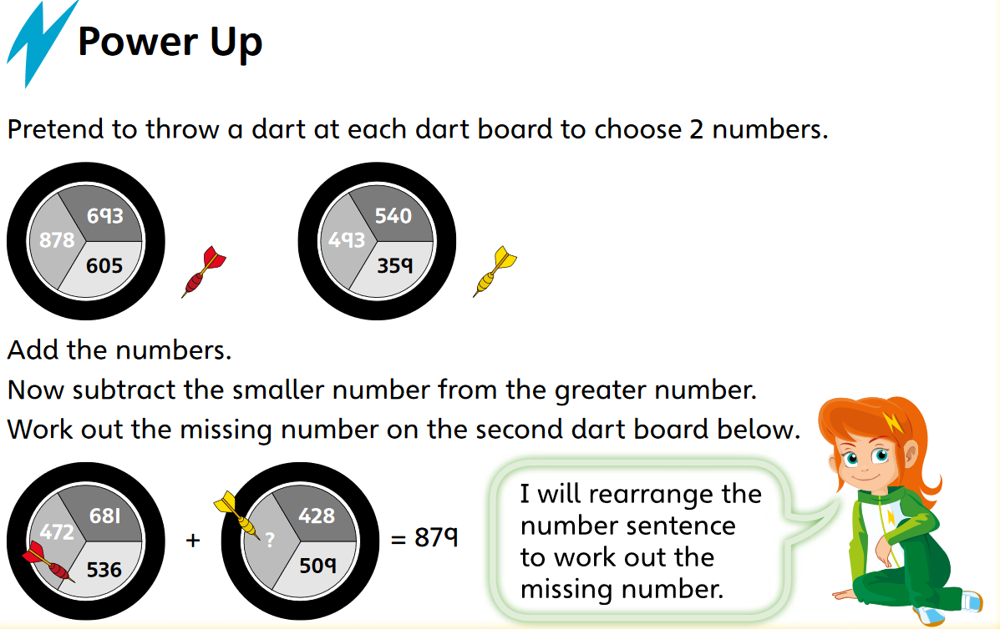 Power Up
Pretend to throw a dart at each dart board to choose 2 numbers.
693
878
605
540
493
359
Add the numbers.
Now subtract the smaller number from the greater number.
Work out the missing number on the second dart board below.
681
472
536
+
428
?
509
= 879
I will rearrange the
number sentence
to work out the
missing number.